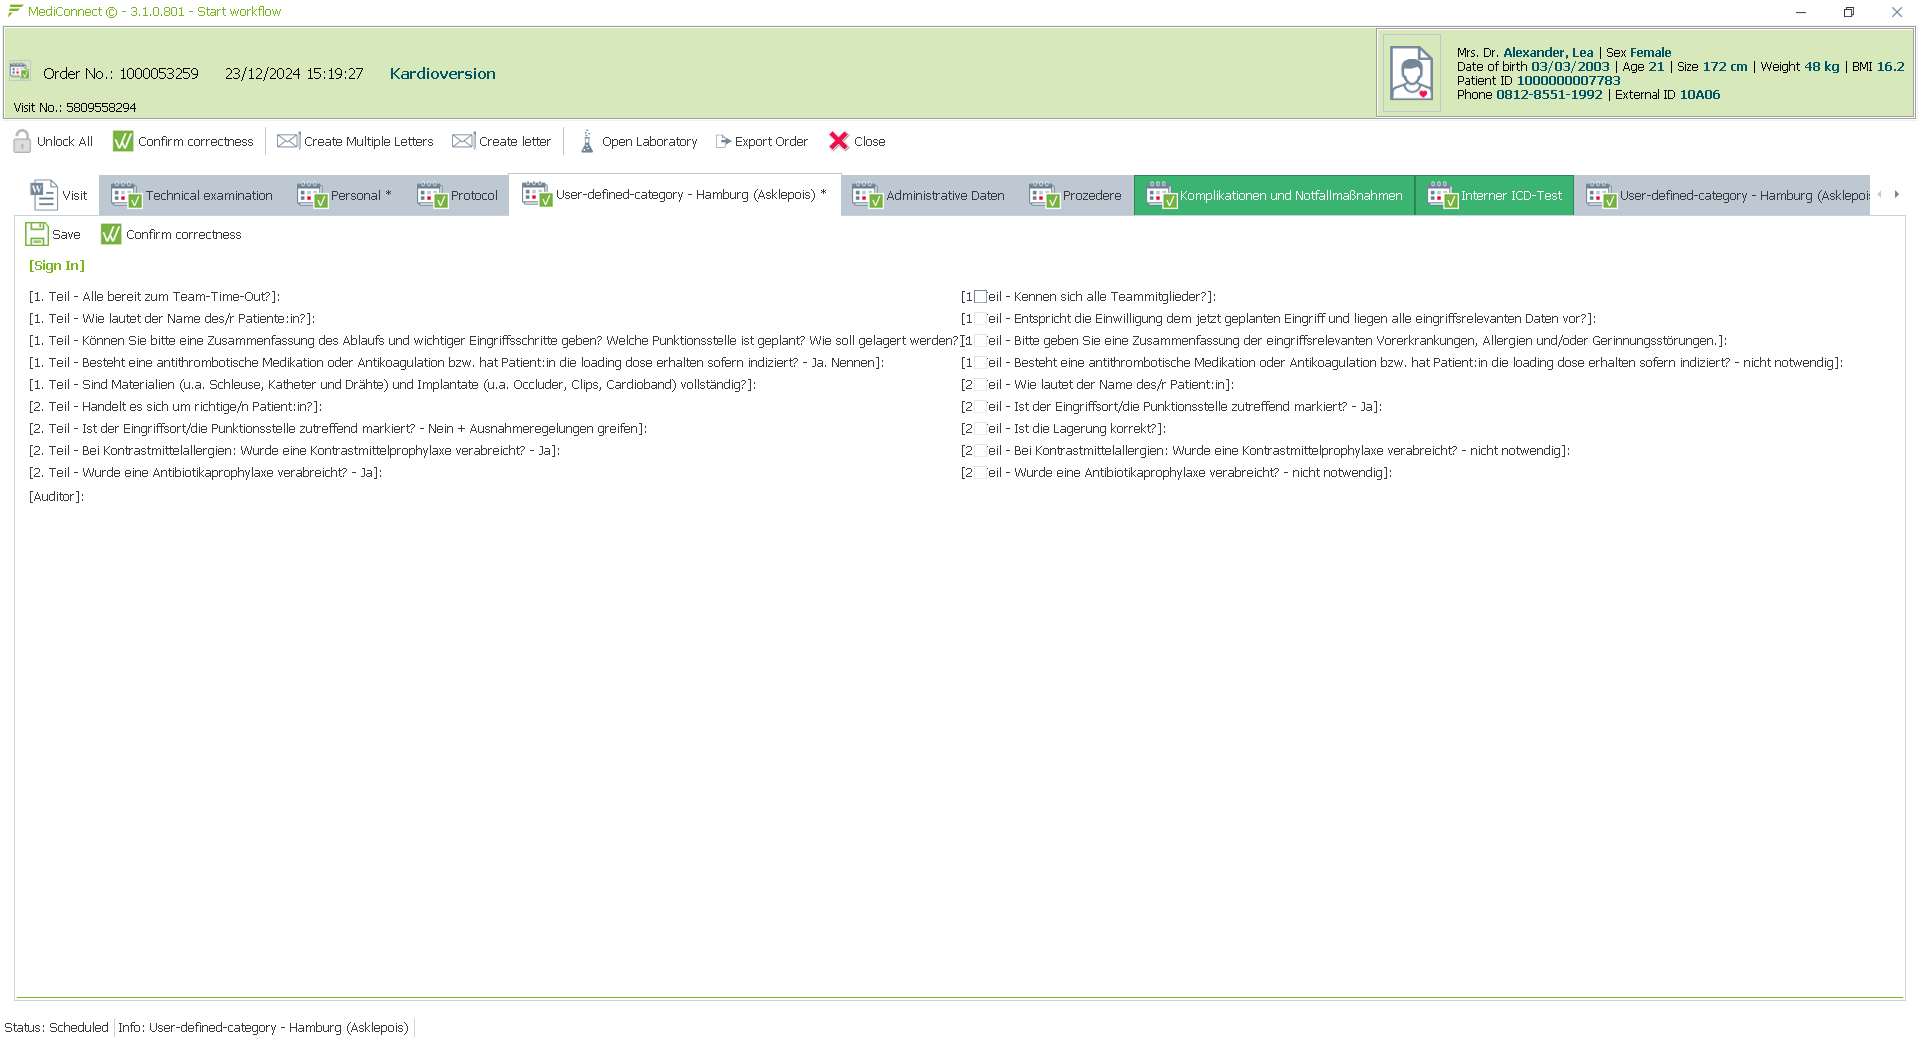 MediConnect © - 3.1.0.801 - Start workflow
Order No.: 1000053259 23/12/2024 15:19:27 Kardioversion
Visit No.: 5809558294
Mrs. Dr. Alexander, Lea | Sex Female
Date of birth 03/03/2003 | Age 21 | Size 172 cm | Weight 48 kg | BMI 16.2
Patient ID 1000000007783
Phone 0812-8551-1992 | External ID 10A06
Unlock All Confirm correctness Create Multiple Letters Create letter Open Laboratory Export Order Close
Visit Technical examination Personal * Protocol User-defined-category - Hamburg (Asklepois) * Administrative Daten Prozedere Komplikationen und Notfallmaßnahmen Interner ICD-Test User-defined-category - Hamburg (Asklepois
Save Confirm correctness
[Sign In]
[1. Teil - Alle bereit zum Team-Time-Out?]: [1 Teil - Kennen sich alle Teammitglieder?]:
[1. Teil - Wie lautet der Name des/r Patiente:in?]: [1 Teil - Entspricht die Einwilligung dem jetzt geplanten Eingriff und liegen alle eingriffsrelevanten Daten vor?]:
[1. Teil - Können Sie bitte eine Zusammenfassung des Ablaufs und wichtiger Eingriffsschritte geben? Welche Punktionsstelle ist geplant? Wie soll gelagert werden?] [1 Teil - Bitte geben Sie eine Zusammenfassung der eingriffsrelevanten Vorerkrankungen, Allergien und/oder Gerinnungsstörungen.]:
[1. Teil - Besteht eine antithrombotische Medikation oder Antikoagulation bzw. hat Patient:in die loading dose erhalten sofern indiziert? - Ja. Nennen]: [1 Teil - Besteht eine antithrombotische Medikation oder Antikoagulation bzw. hat Patient:in die loading dose erhalten sofern indiziert? - nicht notwendig]:
[1. Teil - Sind Materialien (u.a. Schleuse, Katheter und Drähte) und Implantate (u.a. Occluder, Clips, Cardioband) vollständig?]: [2 Teil - Wie lautet der Name des/r Patient:in]:
[2. Teil - Handelt es sich um richtige/n Patient:in?]: [2 Teil - Ist der Eingriffsort/die Punktionsstelle zutreffend markiert? - Ja]:
[2. Teil - Ist der Eingriffsort/die Punktionsstelle zutreffend markiert? - Nein + Ausnahmeregelungen greifen]: [2 Teil - Ist die Lagerung korrekt?]:
[2. Teil - Bei Kontrastmittelallergien: Wurde eine Kontrastmittelprophylaxe verabreicht? - Ja]: [2 Teil - Bei Kontrastmittelallergien: Wurde eine Kontrastmittelprophylaxe verabreicht? - nicht notwendig]:
[2. Teil - Wurde eine Antibiotikaprophylaxe verabreicht? - Ja]: [2 Teil - Wurde eine Antibiotikaprophylaxe verabreicht? - nicht notwendig]:
[Auditor]:
Status: Scheduled Info: User-defined-category - Hamburg (Asklepois)